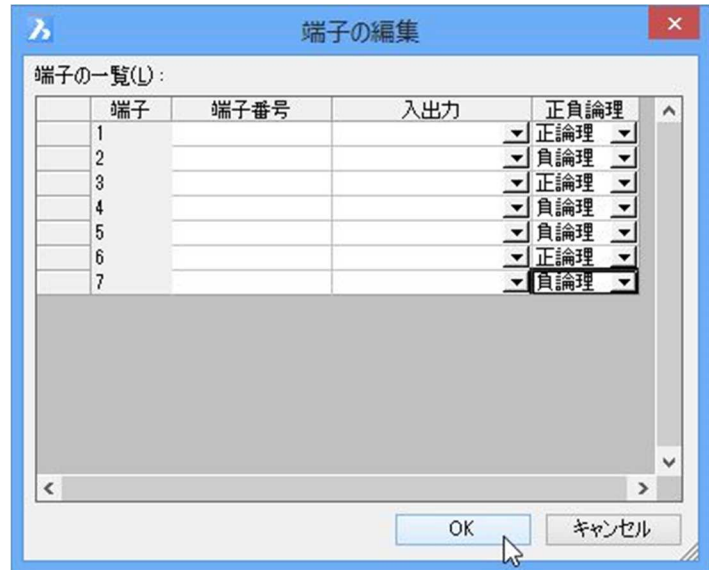 端子の編集
端子の一覧(L):
端子 端子番号 入出力 正負論理
1 正論理
2 負論理
3 正論理
4 負論理
5 負論理
6 正論理
7 負論理
OK キャンセル